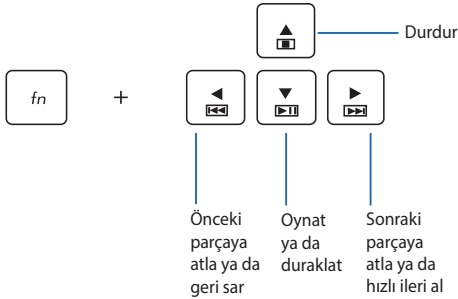 Durdur
fn +
Önceki
parçaya
atla ya da
geri sar
Oynat
ya da
duraklat
Sonraki
parçaya
atla ya da
hızlı ileri al